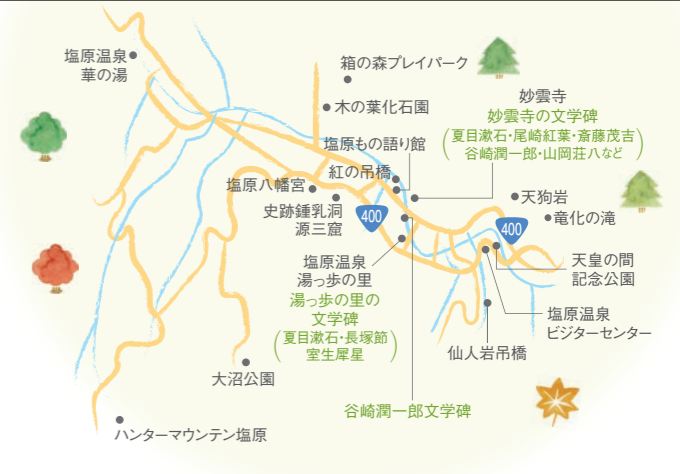 塩原温泉
華の湯
箱の森プレイパーク
木の葉化石園
妙雲寺
妙雲寺の文学碑
(夏目漱石・尾崎紅葉・斎藤茂吉
谷崎潤一郎・山岡荘八など)
塩原もの語り館
紅の吊橋
塩原八幡宮
史跡鍾乳洞
源三窟
400
天狗岩
竜化の滝
400
塩原温泉
湯っ歩の里
湯っ歩の里の
文学碑
(夏目漱石・長塚節
室生犀星)
天皇の間
記念公園
塩原温泉
ビジターセンター
仙人岩吊橋
大沼公園
谷崎潤一郎文学碑
ハンターマウンテン塩原